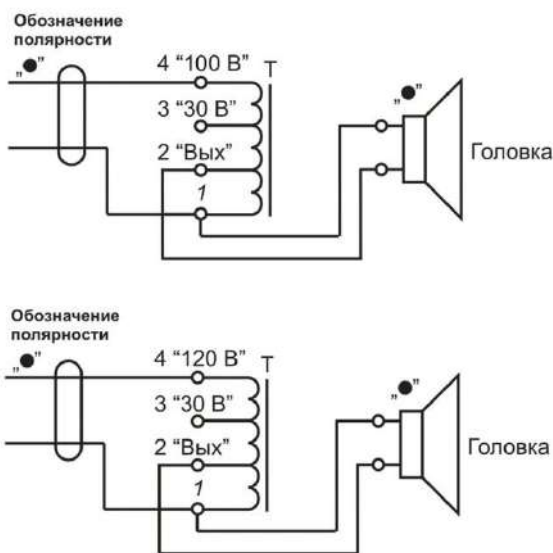 Обозначение
полярности
„●”
4 “100 В”
Т
3 “30 В”
2 “Вых”
1
„●”
Головка
Обозначение
полярности
„●”
4 “120 В”
Т
3 “30 В”
2 “Вых”
1
„●”
Головка